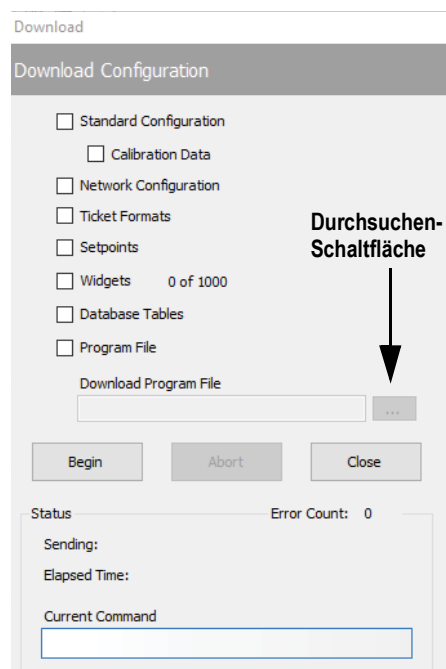 Download
Download Configuration
Standard Configuration
Calibration Data
Network Configuration
Ticket Formats
Setpoints
Widgets 0 of 1000
Database Tables
Program File
Durchsuchen-
Schaltfläche
Download Program File
...
Begin Abort Close
Status Error Count: 0
Sending:
Elapsed Time:
Current Command